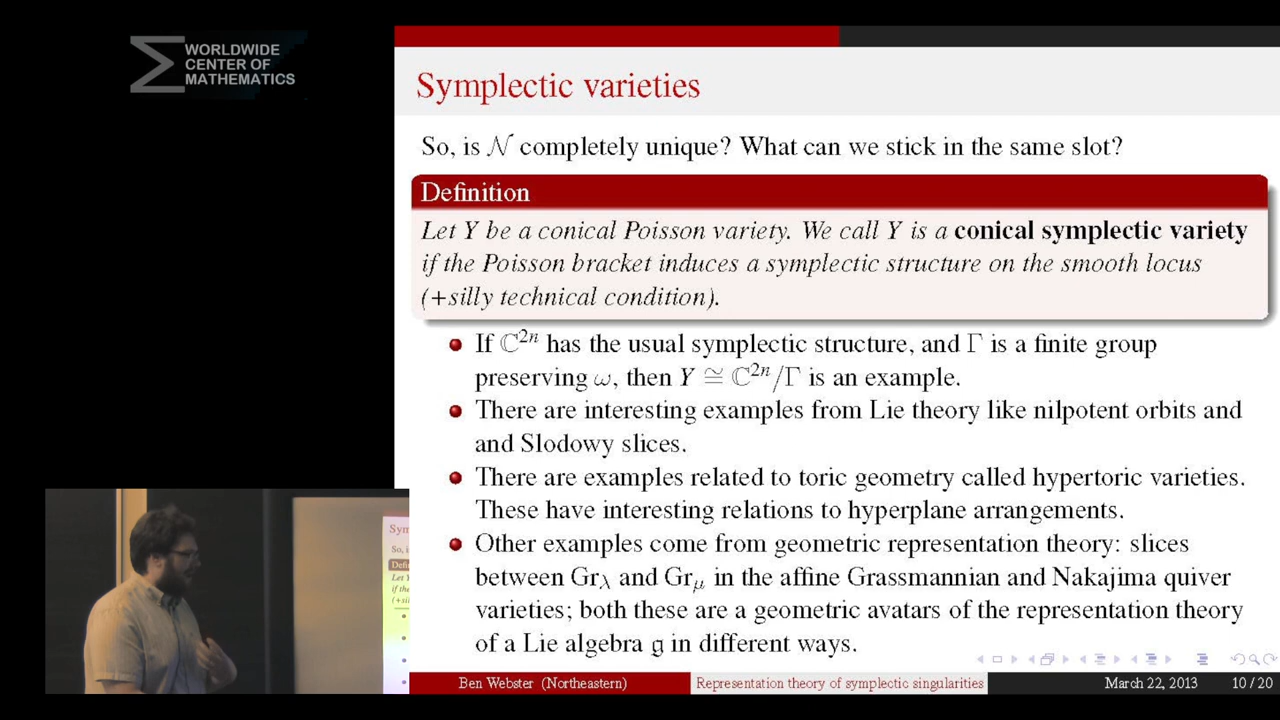 WORLDWIDE
CENTER OF
MATHEMATICS
Symplectic varieties
So, is 𝒩 completely unique? What can we stick in the same slot?
Definition
Let Y be a conical Poisson variety. We call Y is a conical symplectic variety
if the Poisson bracket induces a symplectic structure on the smooth locus
(+silly technical condition).
If ℂ²ⁿ has the usual symplectic structure, and Γ is a finite group
preserving ω, then Y ≅ ℂ²ⁿ/Γ is an example.
There are interesting examples from Lie theory like nilpotent orbits and
and Slodowy slices.
There are examples related to toric geometry called hypertoric varieties.
These have interesting relations to hyperplane arrangements.
Other examples come from geometric representation theory: slices
between Gr_λ and Gr_μ in the affine Grassmannian and Nakajima quiver
varieties; both these are a geometric avatars of the representation theory
of a Lie algebra 𝔤 in different ways.
Ben Webster (Northeastern) Representation theory of symplectic singularities March 22, 2013 10 / 20